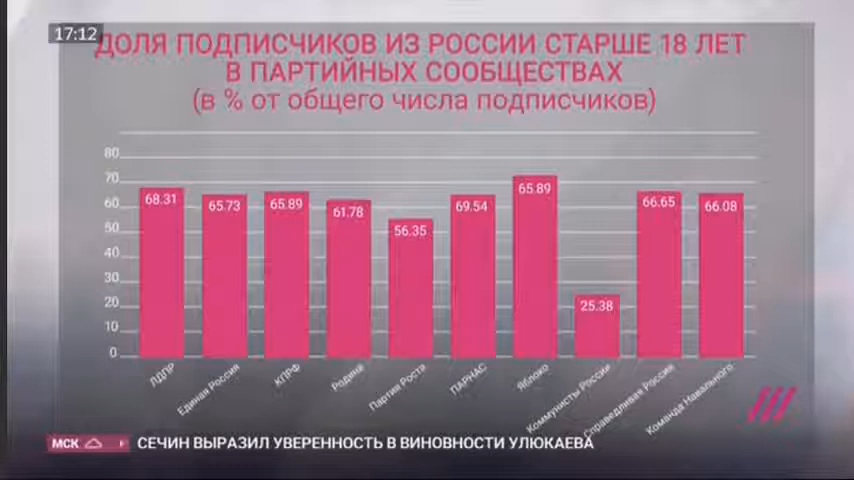 17:12
ДОЛЯ ПОДПИСЧИКОВ ИЗ РОССИИ СТАРШЕ 18 ЛЕТ
В ПАРТИЙНЫХ СООБЩЕСТВАХ
(в % от общего числа подписчиков)
80
70
60
50
40
30
20
10
0
68.31
65.73
65.89
61.78
56.35
69.54
65.89
25.38
66.65
66.08
ЛДПР
Единая Россия
КПРФ
Родина
Партия Роста
ПАРНАС
Яблоко
Коммунисты России
Справедливая Россия
Команда Навального
МСК
СЕЧИН ВЫРАЗИЛ УВЕРЕННОСТЬ В ВИНОВНОСТИ УЛЮКАЕВА